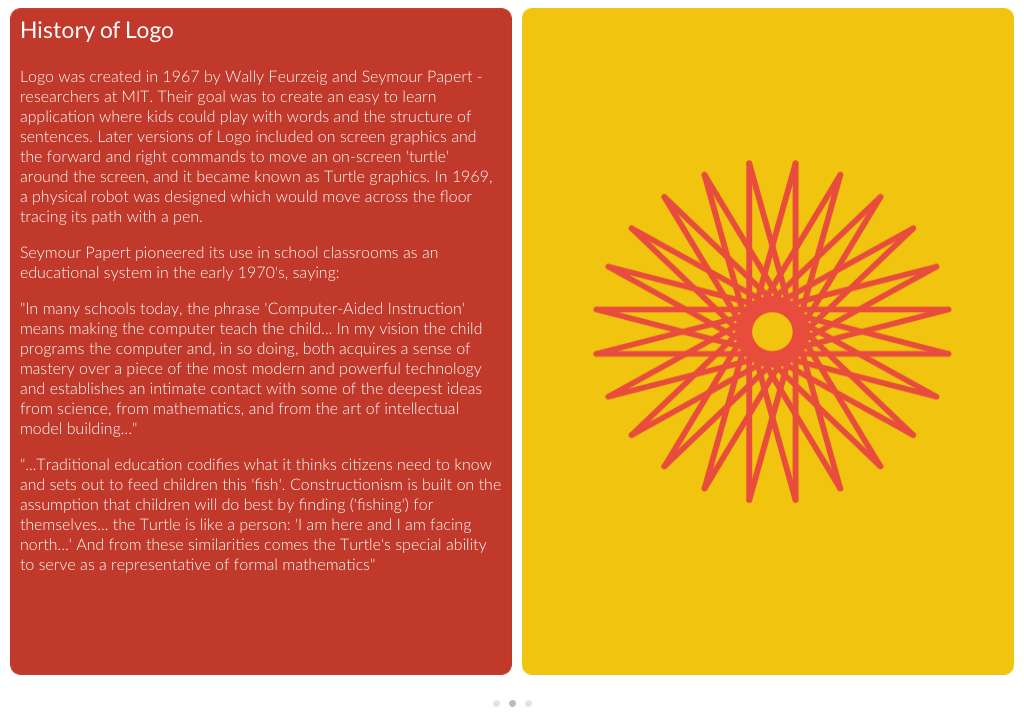 History of Logo
Logo was created in 1967 by Wally Feurzeig and Seymour Papert -
researchers at MIT. Their goal was to create an easy to learn
application where kids could play with words and the structure of
sentences. Later versions of Logo included on screen graphics and
the forward and right commands to move an on-screen 'turtle'
around the screen, and it became known as Turtle graphics. In 1969,
a physical robot was designed which would move across the floor
tracing its path with a pen.
Seymour Papert pioneered its use in school classrooms as an
educational system in the early 1970's, saying:
"In many schools today, the phrase 'Computer-Aided Instruction'
means making the computer teach the child... In my vision the child
programs the computer and, in so doing, both acquires a sense of
mastery over a piece of the most modern and powerful technology
and establishes an intimate contact with some of the deepest ideas
from science, from mathematics, and from the art of intellectual
model building..."
"...Traditional education codifies what it thinks citizens need to know
and sets out to feed children this 'fish'. Constructionism is built on the
assumption that children will do best by finding ('fishing') for
themselves... the Turtle is like a person: 'I am here and I am facing
north...' And from these similarities comes the Turtle's special ability
to serve as a representative of formal mathematics"